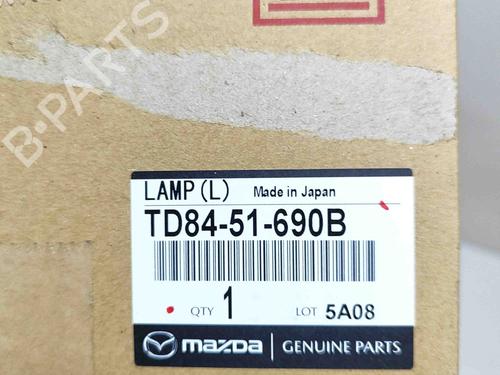 B-PARTS
LAMP(L) Made in Japan
TD84-51-690B
QTY 1 LOT 5A08
mazda GENUINE PARTS